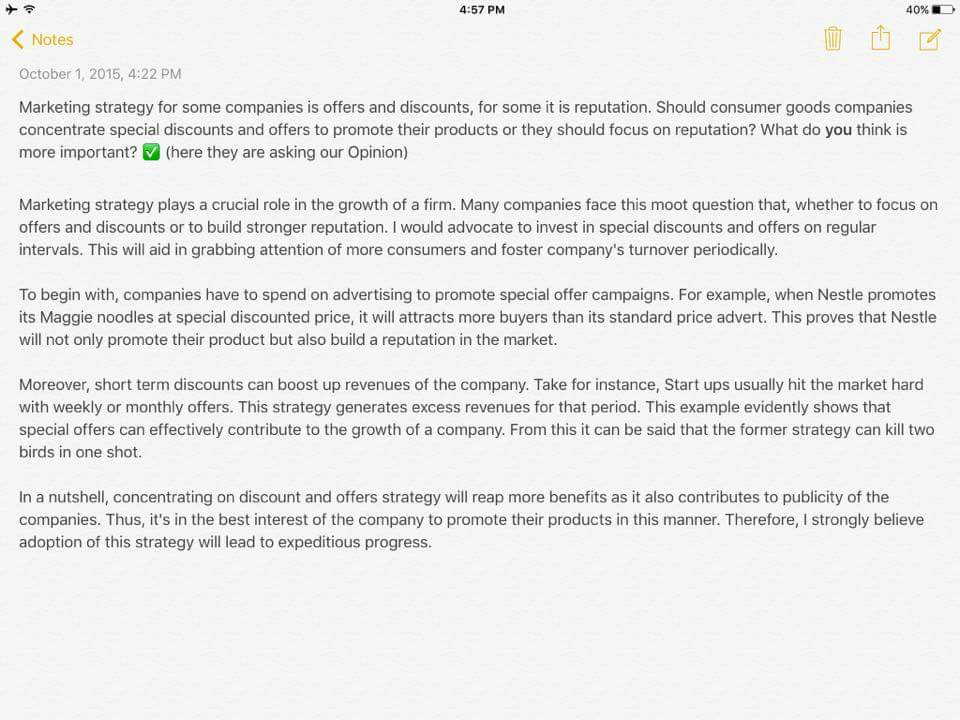 4:57 PM
40%
Notes
October 1, 2015, 4:22 PM
Marketing strategy for some companies is offers and discounts, for some it is reputation. Should consumer goods companies
concentrate special discounts and offers to promote their products or they should focus on reputation? What do you think is
more important? ✅ (here they are asking our Opinion)
Marketing strategy plays a crucial role in the growth of a firm. Many companies face this moot question that, whether to focus on
offers and discounts or to build stronger reputation. I would advocate to invest in special discounts and offers on regular
intervals. This will aid in grabbing attention of more consumers and foster company's turnover periodically.
To begin with, companies have to spend on advertising to promote special offer campaigns. For example, when Nestle promotes
its Maggie noodles at special discounted price, it will attracts more buyers than its standard price advert. This proves that Nestle
will not only promote their product but also build a reputation in the market.
Moreover, short term discounts can boost up revenues of the company. Take for instance, Start ups usually hit the market hard
with weekly or monthly offers. This strategy generates excess revenues for that period. This example evidently shows that
special offers can effectively contribute to the growth of a company. From this it can be said that the former strategy can kill two
birds in one shot.
In a nutshell, concentrating on discount and offers strategy will reap more benefits as it also contributes to publicity of the
companies. Thus, it's in the best interest of the company to promote their products in this manner. Therefore, I strongly believe
adoption of this strategy will lead to expeditious progress.